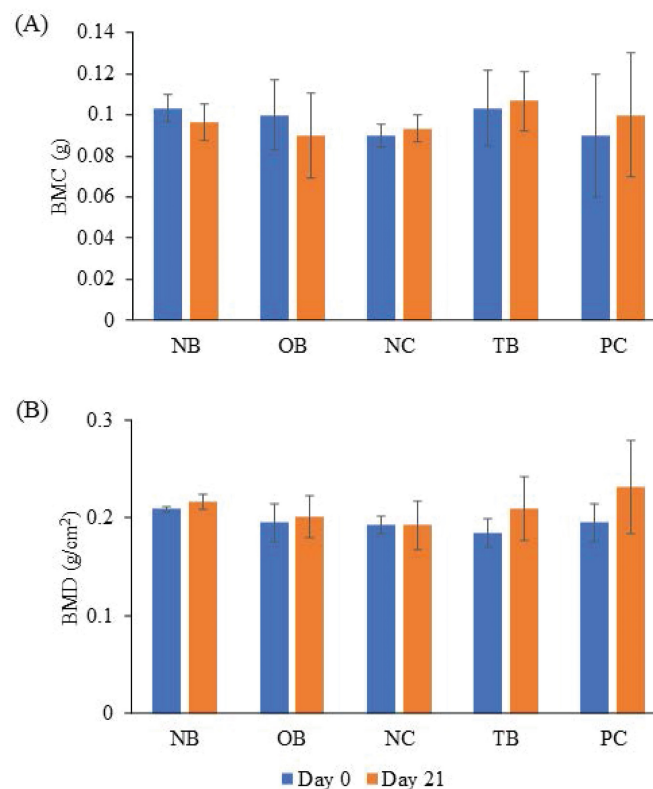 (A)
0.14
0.12
0.1
0.08
0.06
0.04
0.02
0
BMC (g)
NB OB NC TB PC
(B)
0.3
0.2
0.1
0
BMD (g/cm²)
NB OB NC TB PC
Day 0 Day 21